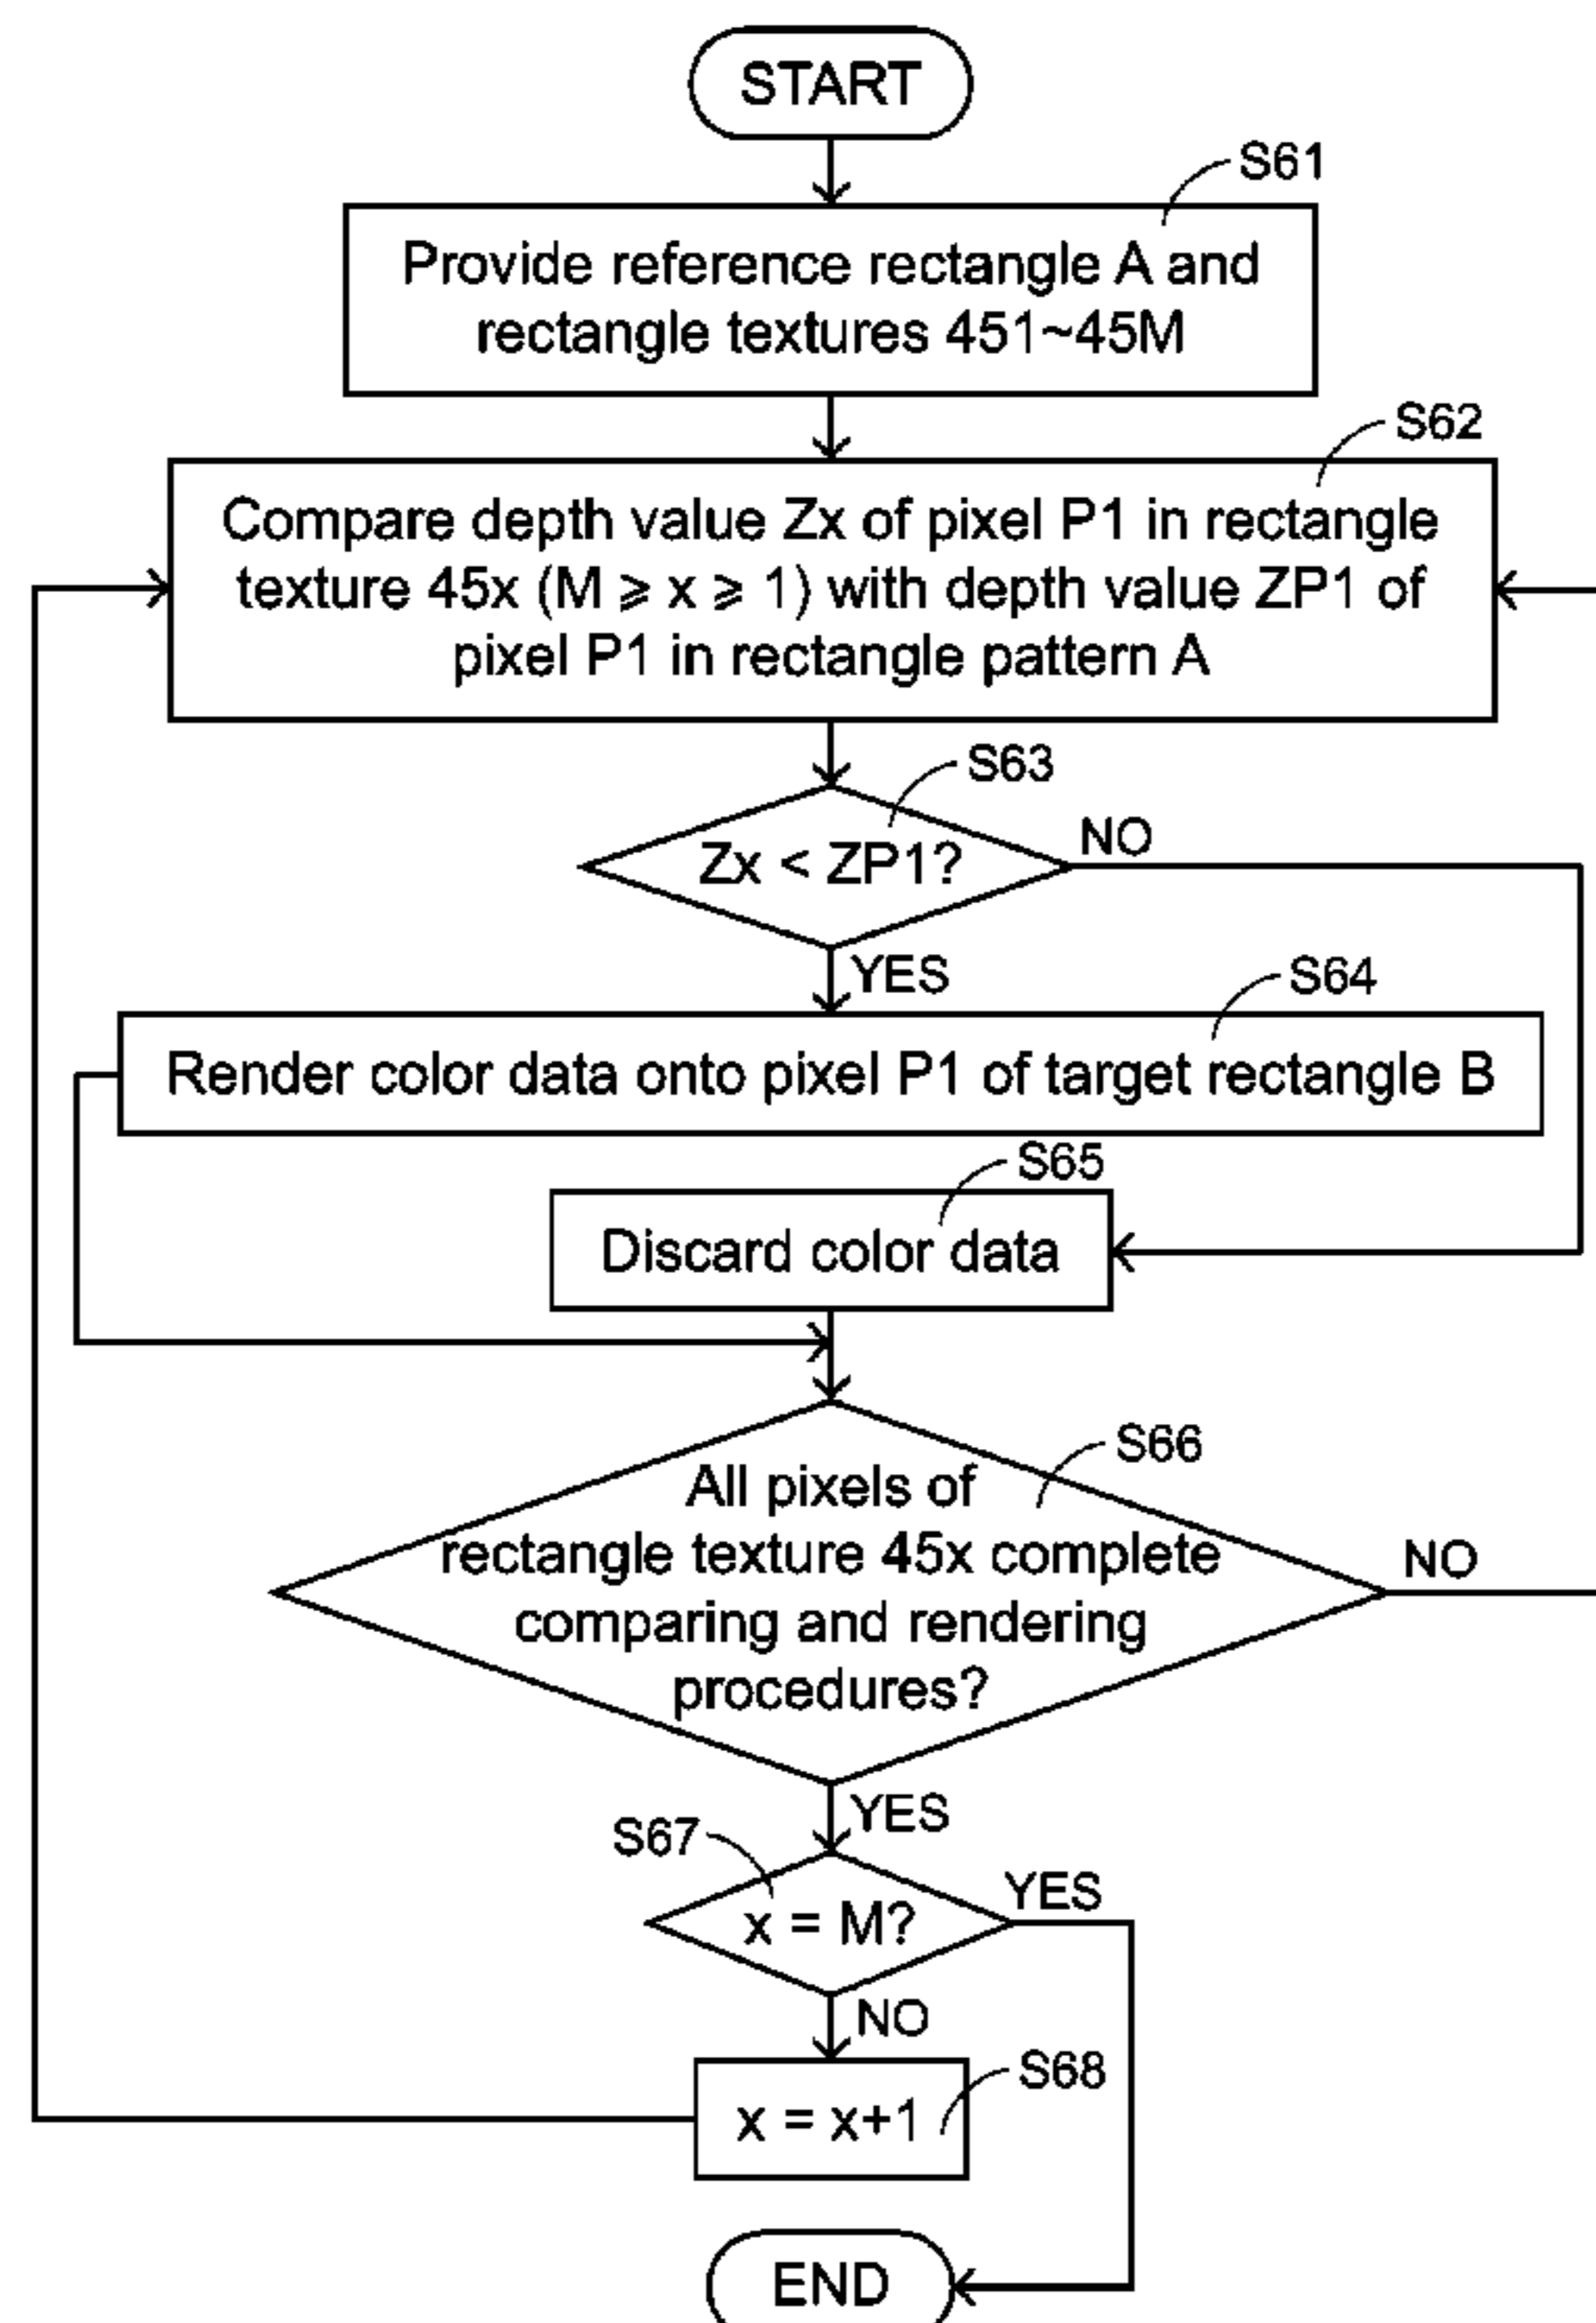 START
S61
Provide reference rectangle A and
rectangle textures 451~45M
S62
Compare depth value Zx of pixel P1 in rectangle
texture 45x (M ⩾ x ⩾ 1) with depth value ZP1 of
pixel P1 in rectangle pattern A
S63
Zx < ZP1?
NO
YES
S64
Render color data onto pixel P1 of target rectangle B
S65
Discard color data
S66
All pixels of
rectangle texture 45x complete
comparing and rendering
procedures?
NO
YES
S67
x = M?
YES
NO
S68
x = x+1
END